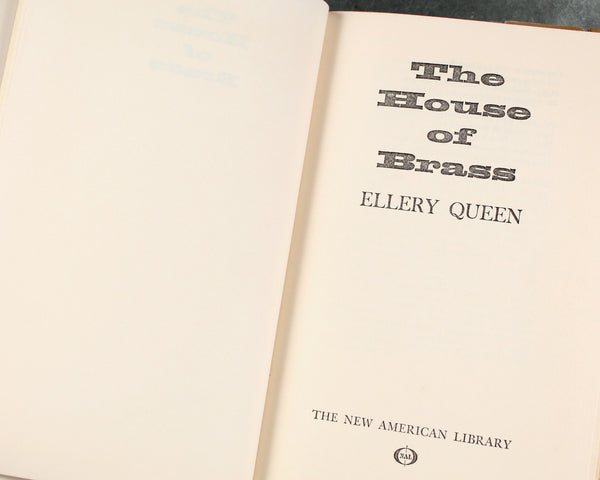 The
House
of
Brass
ELLERY QUEEN
THE NEW AMERICAN LIBRARY
NAL